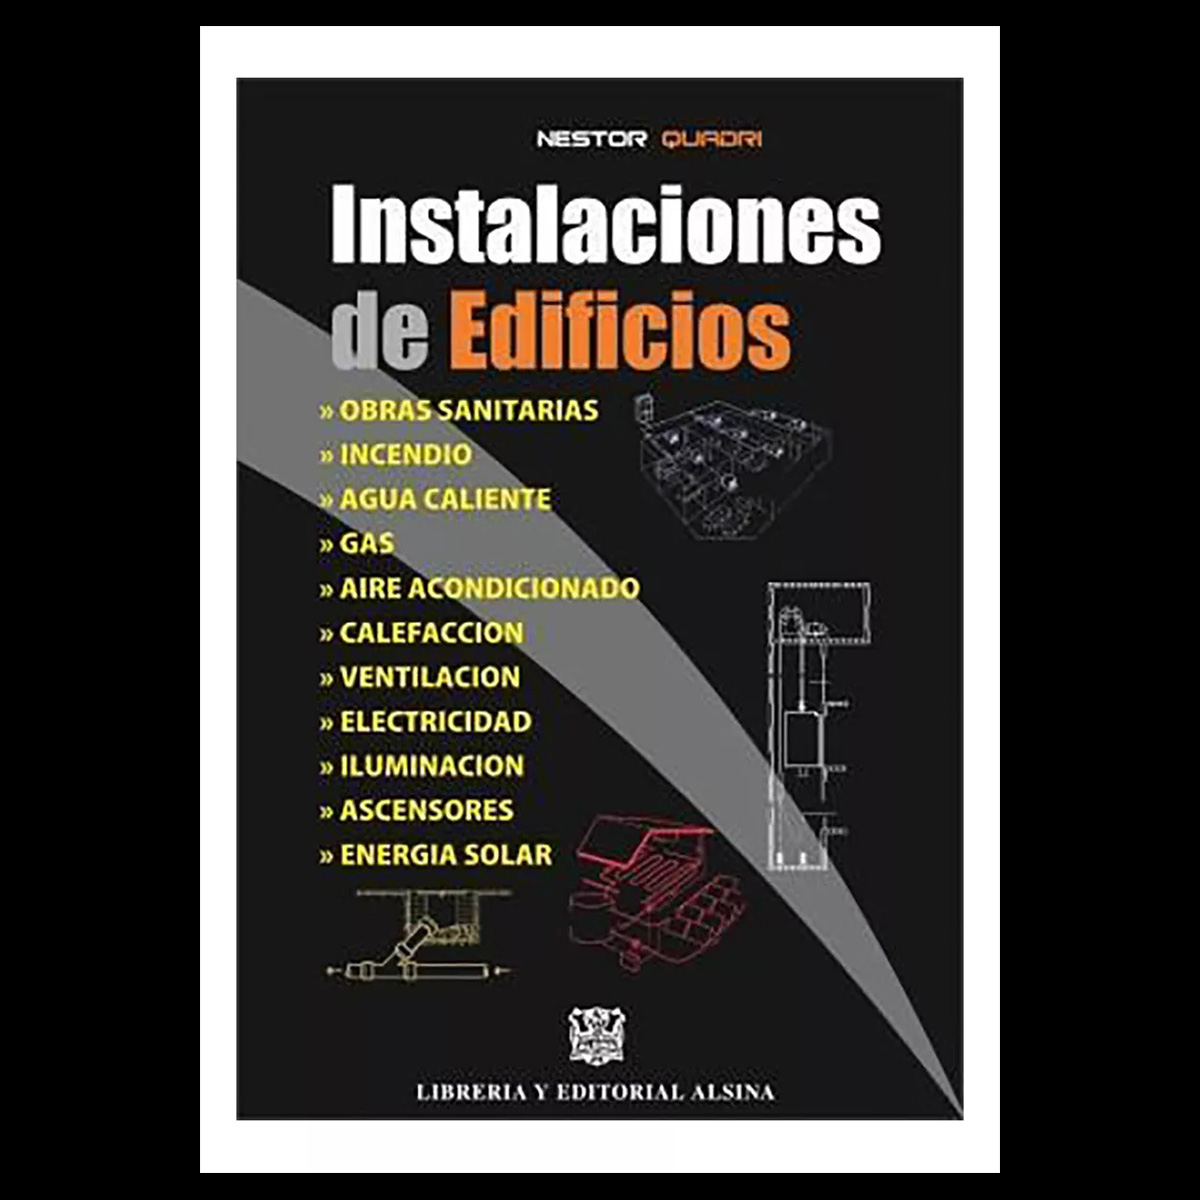 NESTOR QUADRI
Instalaciones
de Edificios
» OBRAS SANITARIAS
» INCENDIO
» AGUA CALIENTE
» GAS
» AIRE ACONDICIONADO
» CALEFACCION
» VENTILACION
» ELECTRICIDAD
» ILUMINACION
» ASCENSORES
» ENERGIA SOLAR
LIBRERIA Y EDITORIAL ALSINA